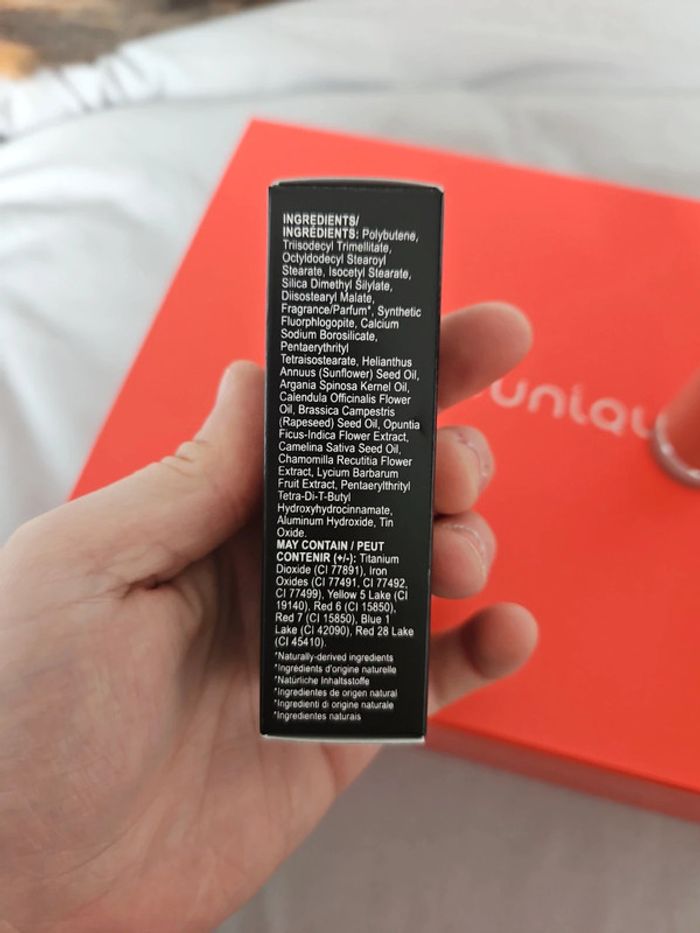 INGREDIENTS/
INGRÉDIENTS: Polybutene,
Triisodecyl Trimellitate,
Octyldodecyl Stearoyl
Stearate, Isocetyl Stearate,
Silica Dimethyl Silylate,
Diisostearyl Malate,
Fragrance/Parfum*, Synthetic
Fluorphlogopite, Calcium
Sodium Borosilicate,
Pentaerythrityl
Tetraisostearate, Helianthus
Annuus (Sunflower) Seed Oil,
Argania Spinosa Kernel Oil,
Calendula Officinalis Flower
Oil, Brassica Campestris
(Rapeseed) Seed Oil, Opuntia
Ficus-Indica Flower Extract,
Camelina Sativa Seed Oil,
Chamomilla Recutita Flower
Extract, Lycium Barbarum
Fruit Extract, Pentaerythrityl
Tetra-Di-T-Butyl
Hydroxyhydrocinnamate,
Aluminum Hydroxide, Tin
Oxide.
MAY CONTAIN / PEUT
CONTENIR (+/-): Titanium
Dioxide (CI 77891), Iron
Oxides (CI 77491, CI 77492,
CI 77499), Yellow 5 Lake (CI
19140), Red 6 (CI 15850),
Red 7 (CI 15850), Blue 1
Lake (CI 42090), Red 28 Lake
(CI 45410).
*Naturally-derived ingredients
*Ingrédients d'origine naturelle
*Natürliche Inhaltsstoffe
*Ingredientes de origen natural
*Ingredienti di origine naturale
*Ingredientes naturais
uniqu